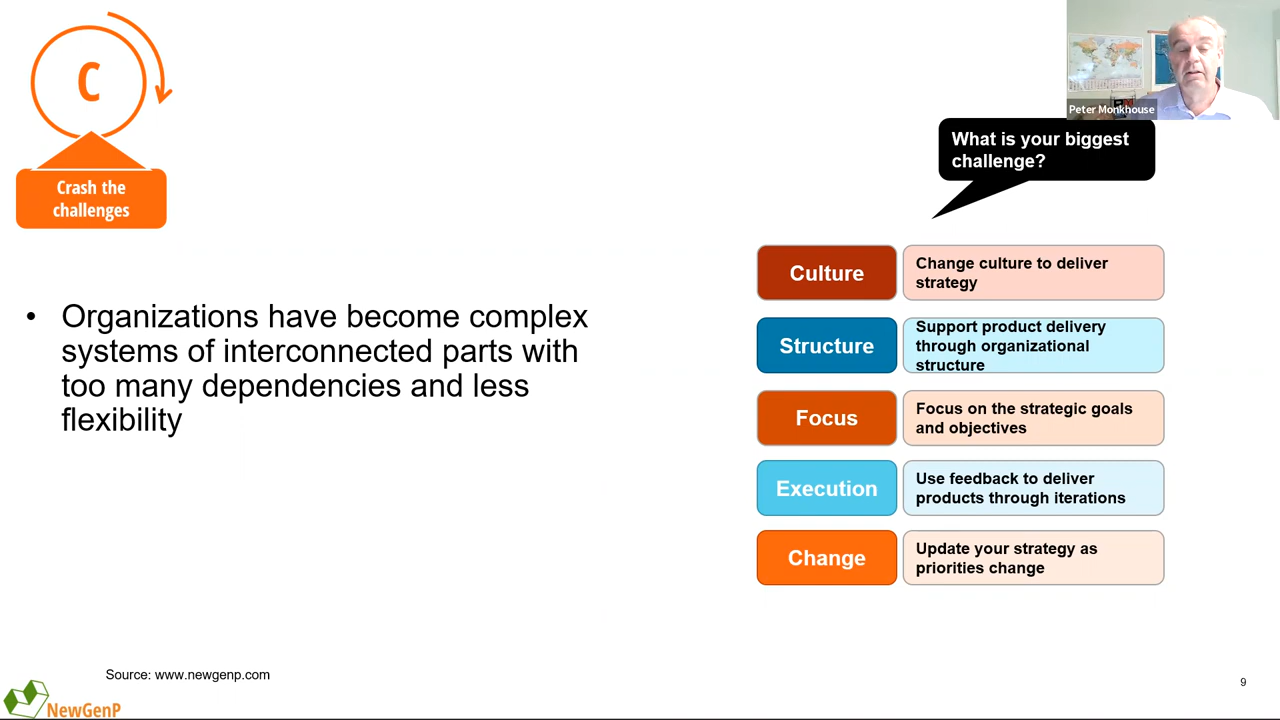 C
Crash the
challenges
Peter Monkhouse
What is your biggest
challenge?
• Organizations have become complex
systems of interconnected parts with
too many dependencies and less
flexibility
Culture
Change culture to deliver
strategy
Structure
Support product delivery
through organizational
structure
Focus
Focus on the strategic goals
and objectives
Execution
Use feedback to deliver
products through iterations
Change
Update your strategy as
priorities change
Source: www.newgenp.com
NewGenP
9